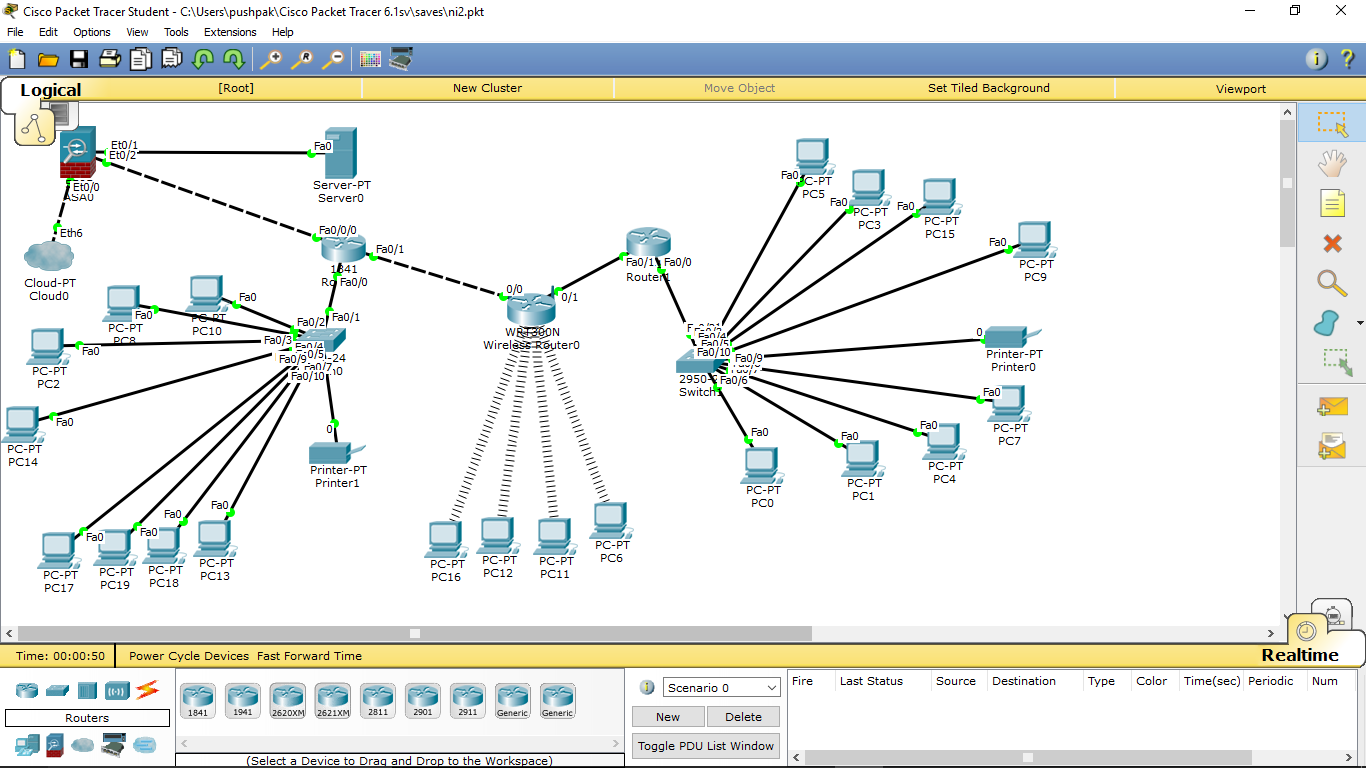 Cisco Packet Tracer Student - C:\Users\pushpak\Cisco Packet Tracer 6.1sv\saves\ni2.pkt
File Edit Options View Tools Extensions Help
Logical [Root] New Cluster Move Object Set Tiled Background Viewport
Et0/1
Et0/2
Et0/0
ASA0
Fa0
Server-PT
Server0
Eth6
Cloud-PT
Cloud0
Fa0/0/0
Fa0/1
1841
Fa0/0
Fa0/1
Fa0/2
Fa0/3
Fa0/4
0/5
Fa0/9
Fa0/7
Fa0/10
Fa0
PC-PT
PC8
Fa0
PC-PT
PC10
Fa0
PC-PT
PC2
Fa0
PC-PT
PC14
0
Printer-PT
Printer1
Fa0
PC-PT
PC17
Fa0
PC-PT
PC19
Fa0
PC-PT
PC18
Fa0
PC-PT
PC13
0/0
0/1
WRT300N
Wireless Router0
PC-PT
PC16
PC-PT
PC12
PC-PT
PC11
PC-PT
PC6
Fa0/1
Fa0/0
Router1
Fa0/10
Fa0/9
Fa0/6
Switch1
Fa0
PC-PT
PC5
Fa0
PC-PT
PC3
Fa0
PC-PT
PC15
Fa0
PC-PT
PC9
0
Printer-PT
Printer0
Fa0
PC-PT
PC7
Fa0
PC-PT
PC4
Fa0
PC-PT
PC1
Fa0
PC-PT
PC0
Time: 00:00:50 Power Cycle Devices Fast Forward Time
Realtime
Routers
1841 1941 2620XM 2621XM 2811 2901 2911 Generic Generic
(Select a Device to Drag and Drop to the Workspace)
Scenario 0
New Delete
Toggle PDU List Window
Fire Last Status Source Destination Type Color Time(sec) Periodic Num